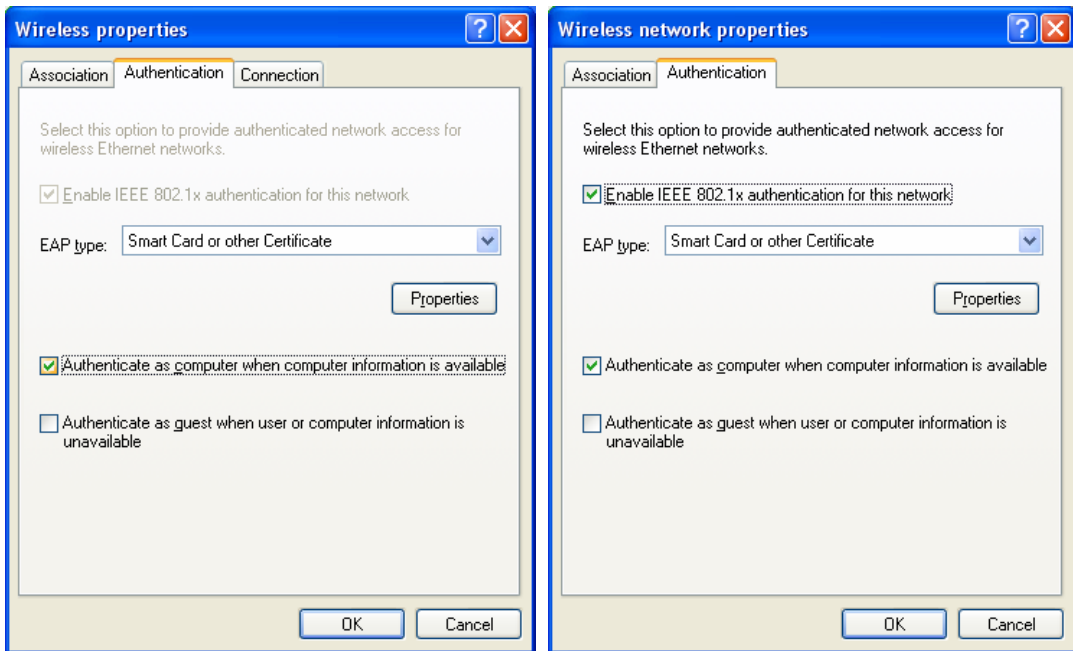 Wireless properties
?
Association Authentication Connection
Select this option to provide authenticated network access for
wireless Ethernet networks.
Enable IEEE 802.1x authentication for this network
EAP type: Smart Card or other Certificate
Properties
Authenticate as computer when computer information is available
Authenticate as guest when user or computer information is
unavailable
OK Cancel
Wireless network properties
?
Association Authentication
Select this option to provide authenticated network access for
wireless Ethernet networks.
Enable IEEE 802.1x authentication for this network
EAP type: Smart Card or other Certificate
Properties
Authenticate as computer when computer information is available
Authenticate as guest when user or computer information is
unavailable
OK Cancel